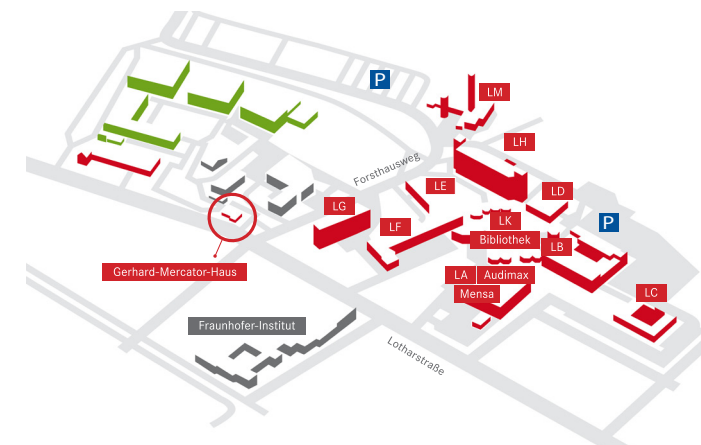 P
LM
LH
Forsthausweg
LE
LD
LG
LF
LK
P
Bibliothek
LB
Gerhard-Mercator-Haus
LA
Audimax
Mensa
LC
Fraunhofer-Institut
Lotharstraße